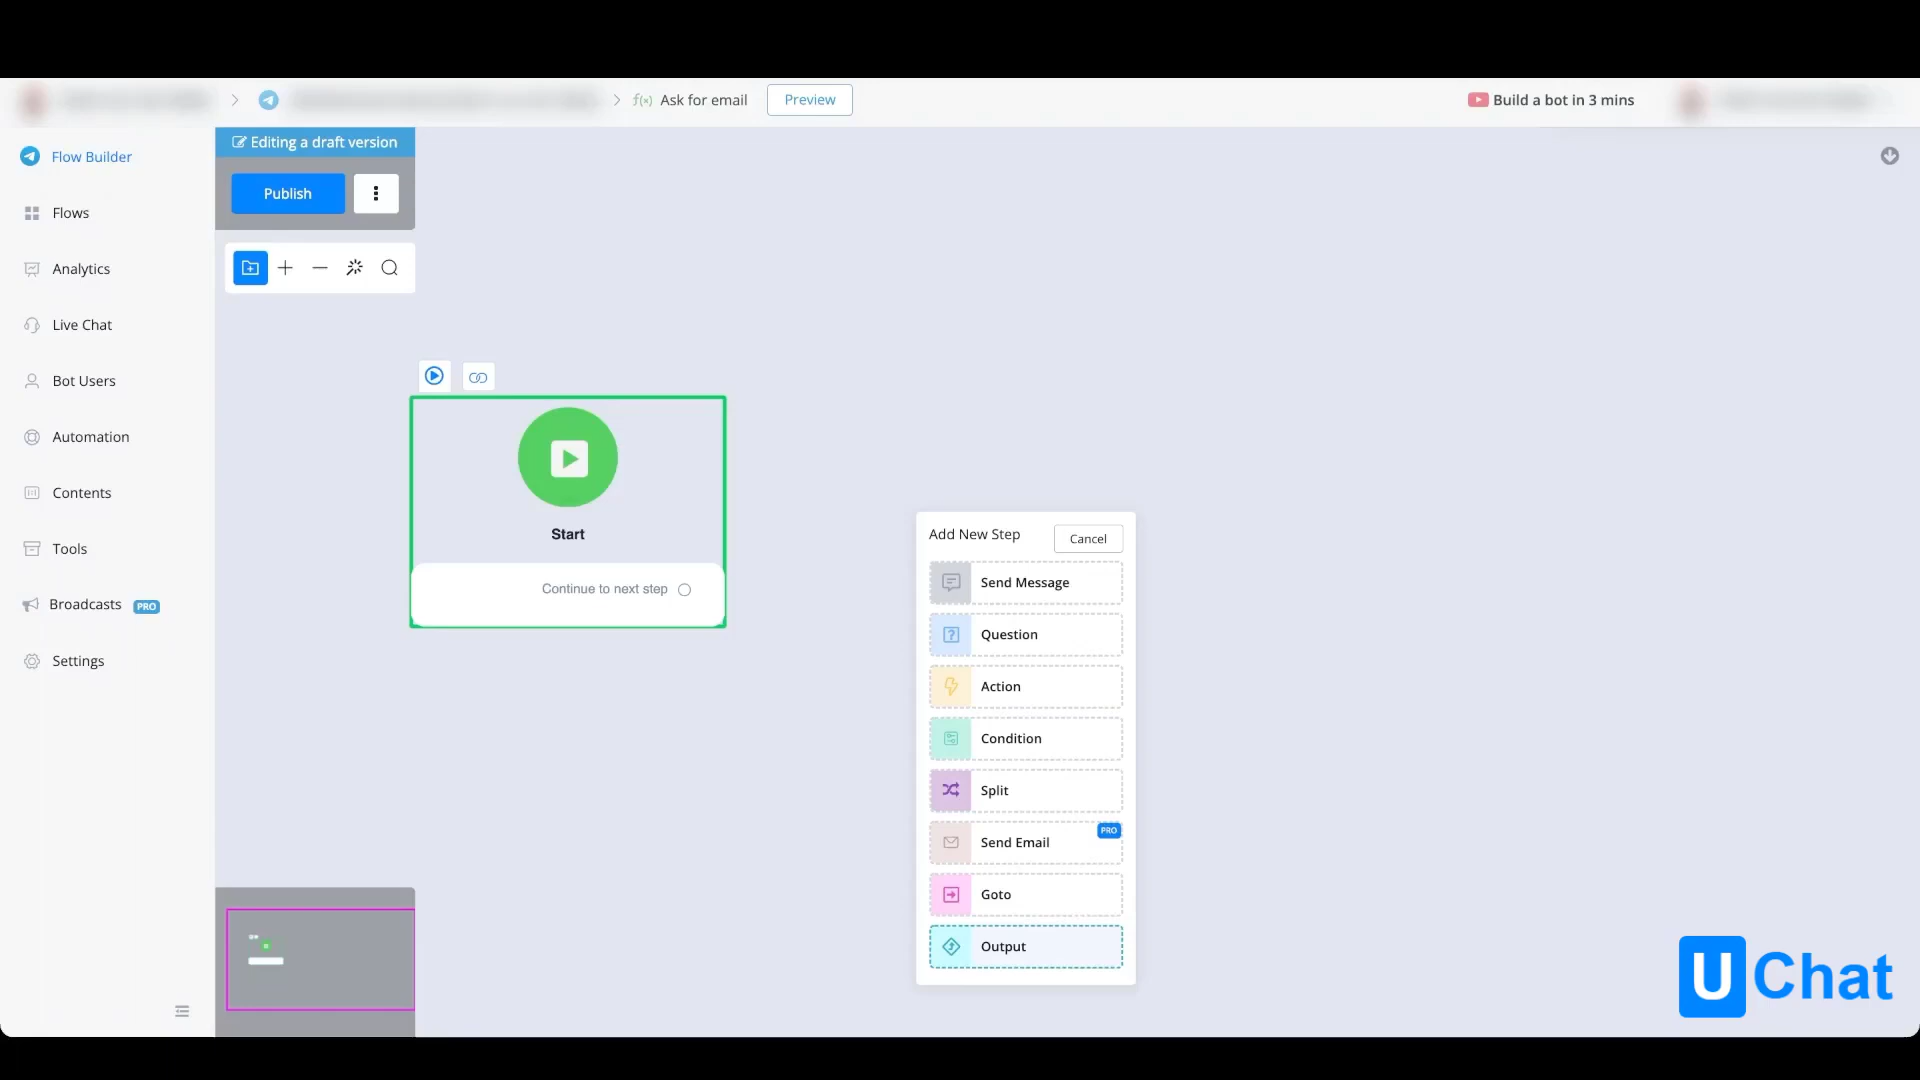 f(x) Ask for email
Preview
Build a bot in 3 mins
Flow Builder
Flows
Analytics
Live Chat
Bot Users
Automation
Contents
Tools
Broadcasts PRO
Settings
Editing a draft version
Publish
Start
Continue to next step
Add New Step
Cancel
Send Message
Question
Action
Condition
Split
Send Email
PRO
Goto
Output
U Chat